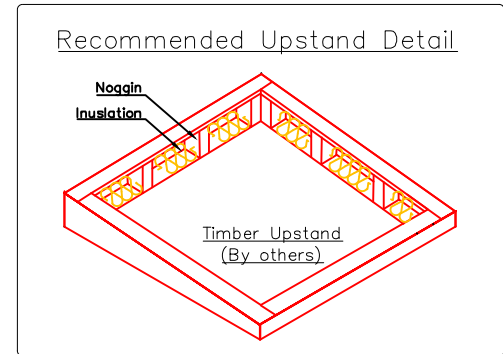 Recommended Upstand Detail
Noggin
Inuslation
Timber Upstand
(By others)